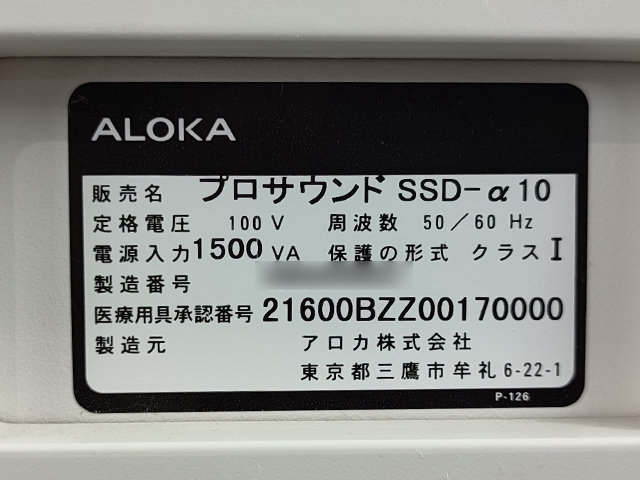 ALOKA
販売名 プロサウンド SSD-α10
定格電圧 100 V 周波数 50/60 Hz
電源入力 1500 VA 保護の形式 クラス I
製造番号
医療用具承認番号 21600BZZ00170000
製造元 アロカ株式会社
東京都三鷹市牟礼 6-22-1
P-126